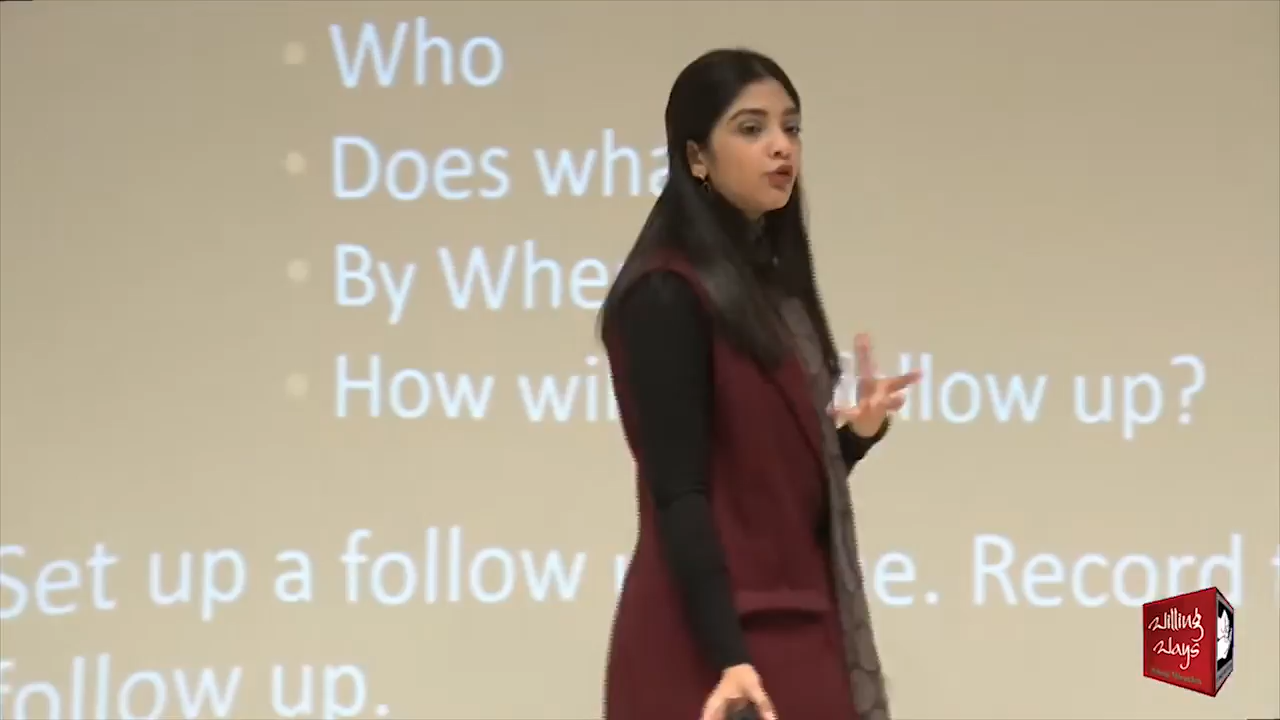 Who
Does wha
By Whe
How wi llow up?
Set up a follow e. Record
follow up.
Willing Ways